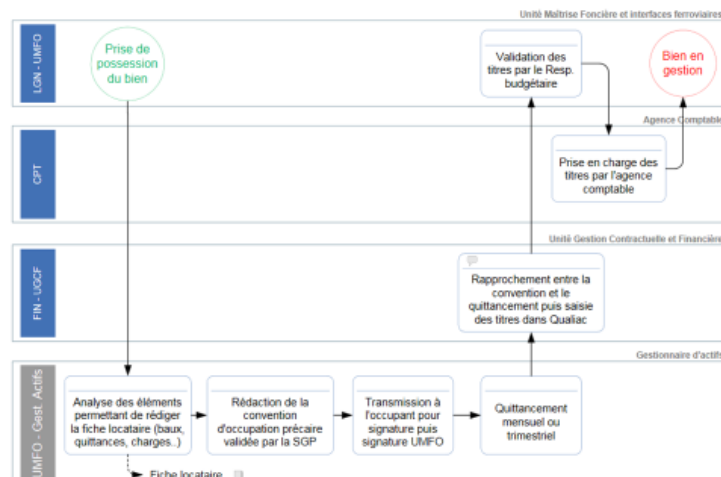 Unité Maîtrise Foncière et interfaces ferroviaires
LGN - UMFO
Prise de
possession
du bien
Validation des
titres par le Resp.
budgétaire
Bien en
gestion
Agence Comptable
CPT
Prise en charge des
titres par l'agence
comptable
Unité Gestion Contractuelle et Financière
FIN - UGCF
Rapprochement entre la
convention et le
quittancement puis saisie
des titres dans Qualiac
Gestionnaire d'actifs
UMFO - Gest. Actifs
Analyse des éléments
permettant de rédiger
la fiche locataire (baux,
quittances, charges..)
Rédaction de la
convention
d'occupation précaire
validée par la SGP
Transmission à
l'occupant pour
signature puis
signature UMFO
Quittancement
mensuel ou
trimestriel
Fiche locataire